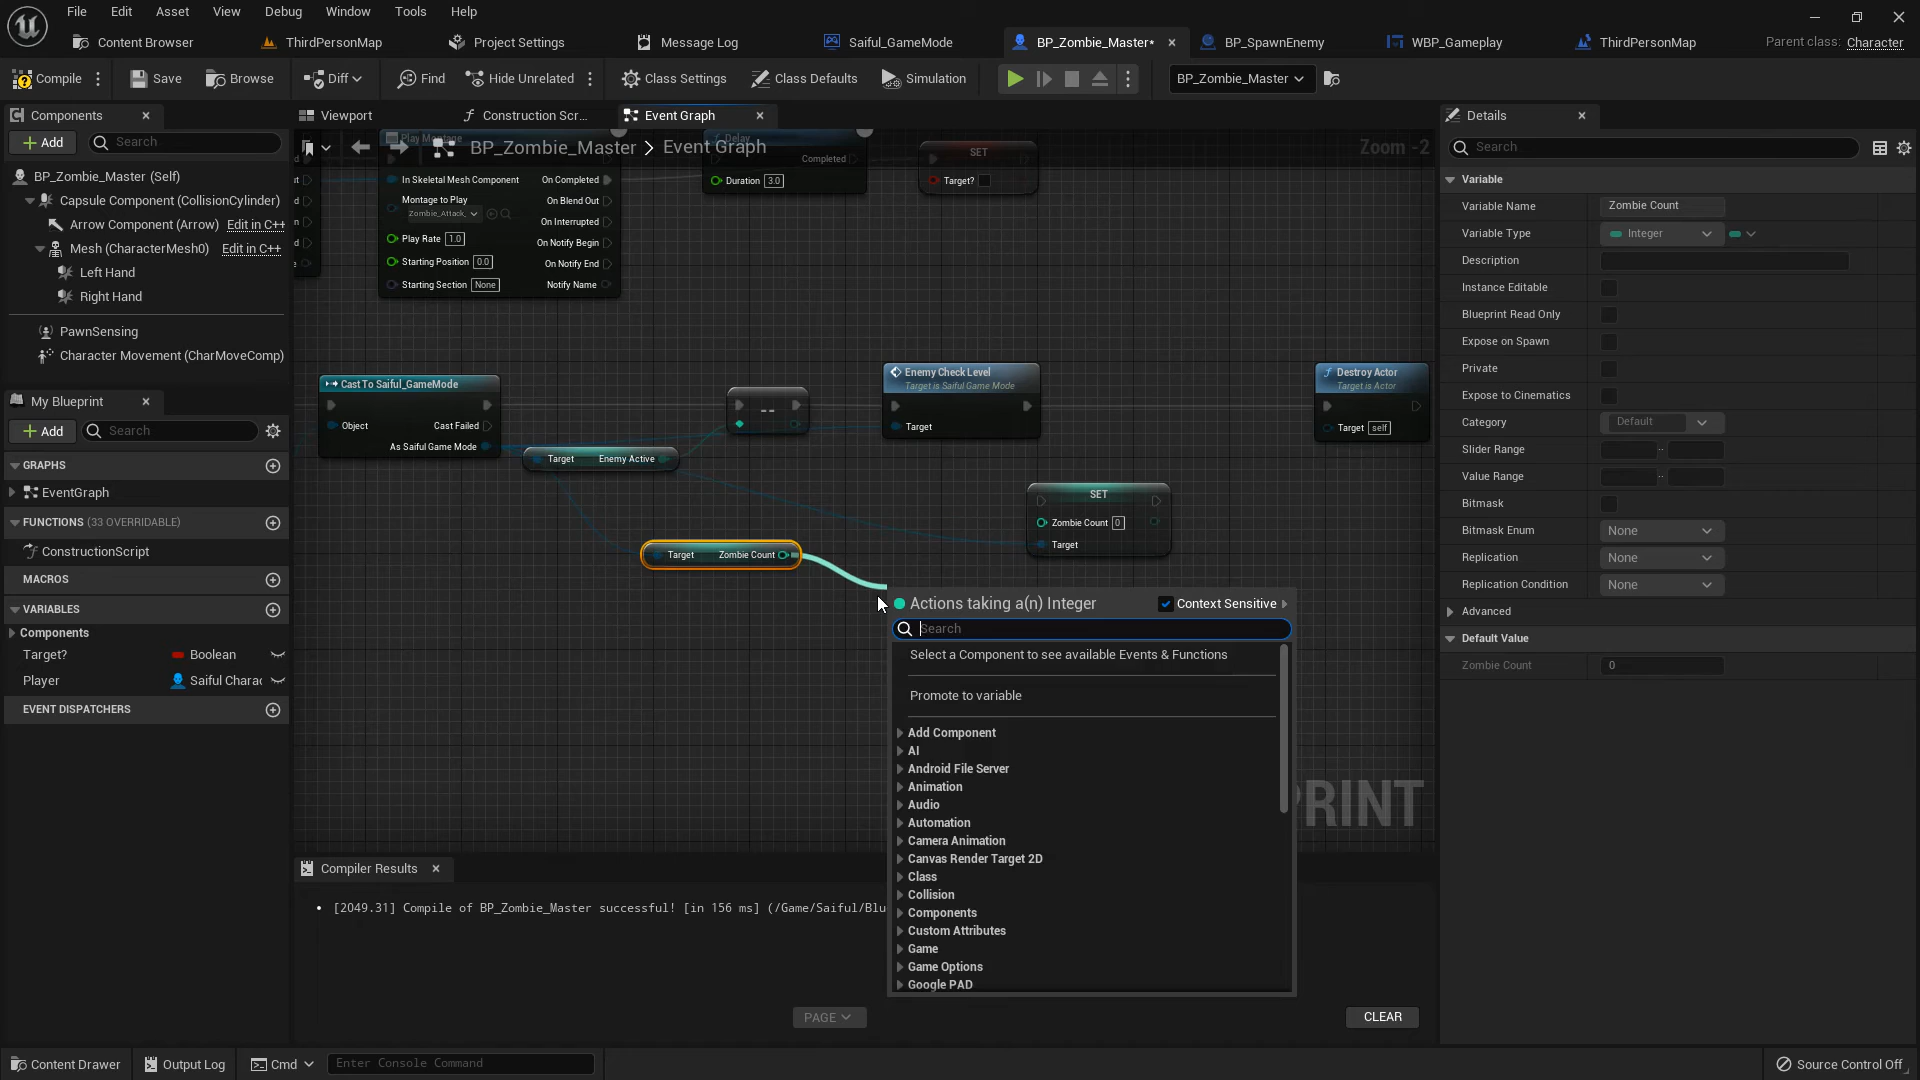 File Edit Asset View Debug Window Tools Help
Content Browser ThirdPersonMap Project Settings Message Log Saiful_GameMode BP_Zombie_Master* BP_SpawnEnemy WBP_Gameplay ThirdPersonMap Parent class: Character
Compile Save Browse Diff Find Hide Unrelated Class Settings Class Defaults Simulation BP_Zombie_Master
Components
Add Search
BP_Zombie_Master (Self)
Capsule Component (CollisionCylinder)
Arrow Component (Arrow) Edit in C++
Mesh (CharacterMesh0) Edit in C++
Left Hand
Right Hand
PawnSensing
Character Movement (CharMoveComp)
My Blueprint
Add Search
GRAPHS
EventGraph
FUNCTIONS (33 OVERRIDABLE)
ConstructionScript
MACROS
VARIABLES
Components
Target? Boolean
Player Saiful Charac
EVENT DISPATCHERS
Viewport Construction Scr... Event Graph
BP_Zombie_Master > Event Graph Zoom -2
Play Montage
In Skeletal Mesh Component On Completed
Montage to Play On Blend Out
Zombie_Attack_
On Interrupted
Play Rate 1.0 On Notify Begin
Starting Position 0.0 On Notify End
Starting Section None Notify Name
Delay
Completed
Duration 3.0
SET
Target?
Cast To Saiful_GameMode
Object Cast Failed
As Saiful Game Mode
Target Enemy Active
--
Enemy Check Level
Target is Saiful Game Mode
Target
Destroy Actor
Target is Actor
Target self
SET
Zombie Count 0
Target
Target Zombie Count
Actions taking a(n) Integer Context Sensitive
Search
Select a Component to see available Events & Functions
Promote to variable
Add Component
AI
Android File Server
Animation
Audio
Automation
Camera Animation
Canvas Render Target 2D
Class
Collision
Components
Custom Attributes
Game
Game Options
Google PAD
PRINT
Compiler Results
[2049.31] Compile of BP_Zombie_Master successful! [in 156 ms] (/Game/Saiful/Blu
PAGE CLEAR
Details
Search
Variable
Variable Name Zombie Count
Variable Type Integer
Description
Instance Editable
Blueprint Read Only
Expose on Spawn
Private
Expose to Cinematics
Category Default
Slider Range ..
Value Range ..
Bitmask
Bitmask Enum None
Replication None
Replication Condition None
Advanced
Default Value
Zombie Count 0
Content Drawer Output Log Cmd Enter Console Command Source Control Off